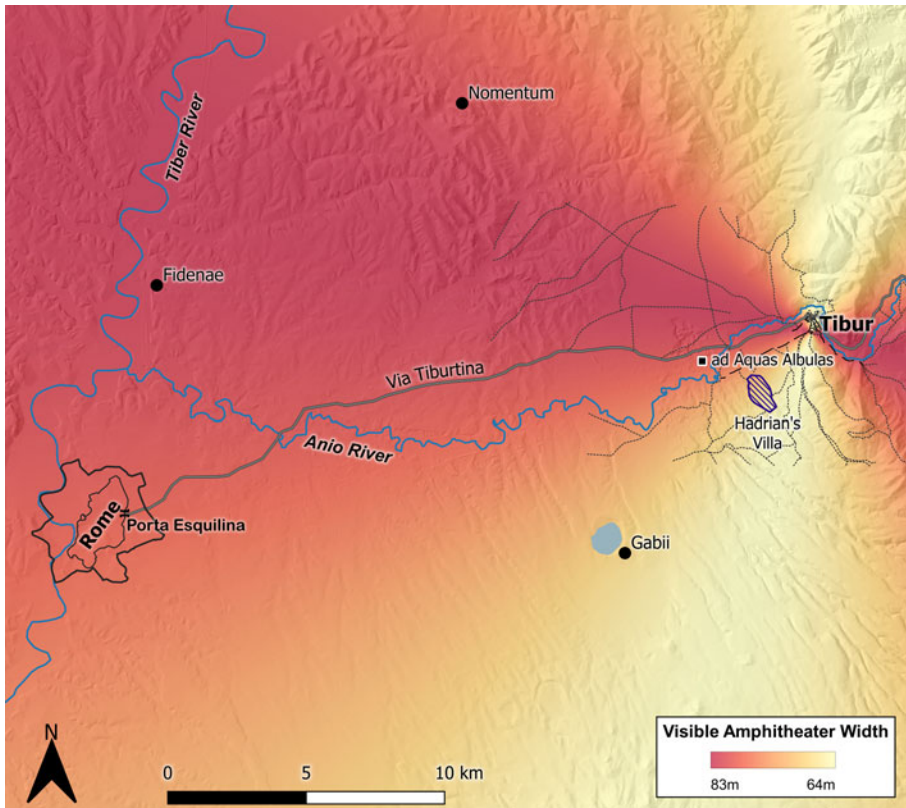 Nomentum
Tiber River
Fidenae
Tibur
ad Aquas Albulas
Via Tiburtina
Hadrian's
Villa
Anio River
Rome
Porta Esquilina
Gabii
N
0 5 10 km
Visible Amphitheater Width
83m 64m